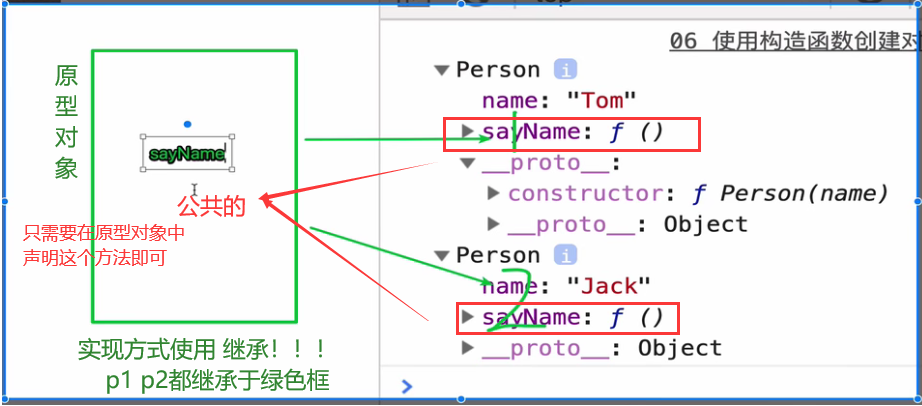 06 使用构造函数创建对
原型对象
sayName
公共的
只需要在原型对象中
声明这个方法即可
实现方式使用 继承！！！
p1 p2都继承于绿色框
▼ Person i
name: "Tom"
▶ sayName: ƒ ()
▼ __proto__:
▶ constructor: ƒ Person(name)
▶ __proto__: Object
▼ Person i
name: "Jack"
▶ sayName: ƒ ()
▶ __proto__: Object
1
2
>